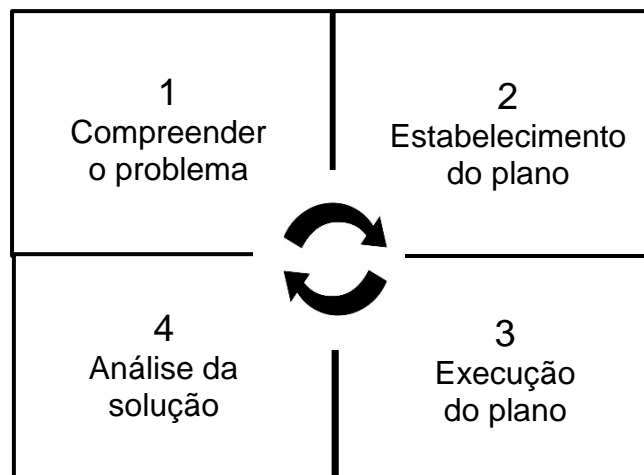 1
Compreender
o problema
2
Estabelecimento
do plano
3
Execução
do plano
4
Análise da
solução